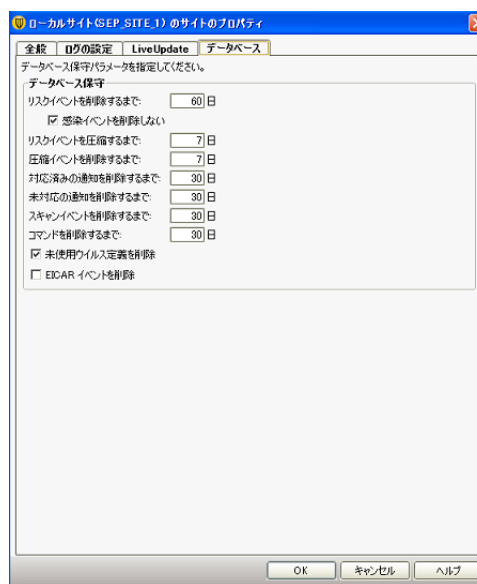 ローカルサイト(SEP_SITE_1) のサイトのプロパティ
全般 ログの設定 LiveUpdate データベース
データベース保守パラメータを指定してください。
データベース保守
リスクイベントを削除するまで: 60 日
感染イベントを削除しない
リスクイベントを圧縮するまで: 7 日
圧縮イベントを削除するまで: 7 日
対応済みの通知を削除するまで: 30 日
未対応の通知を削除するまで: 30 日
スキャンイベントを削除するまで: 30 日
コマンドを削除するまで: 30 日
未使用ウイルス定義を削除
EICAR イベントを削除
OK キャンセル ヘルプ